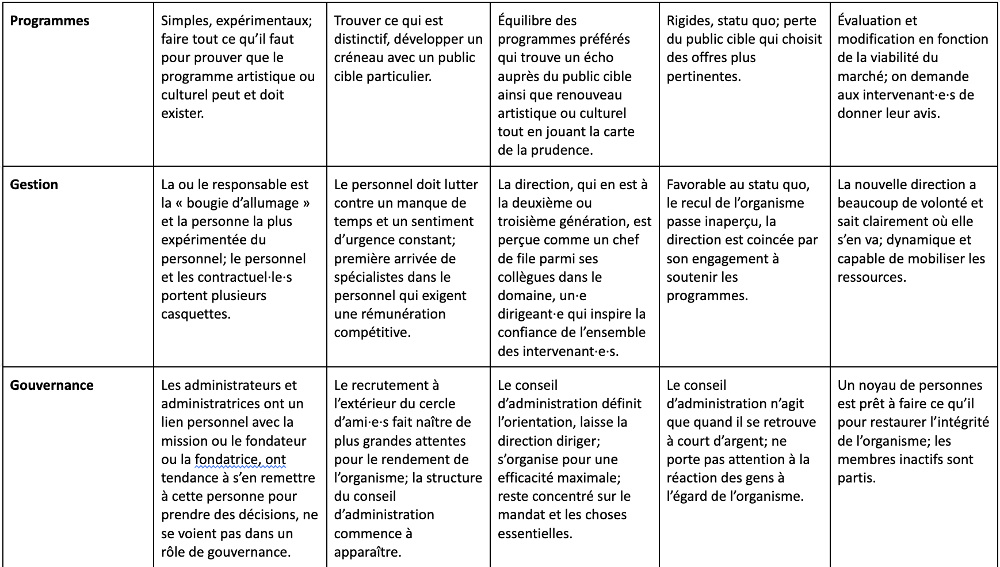 Programmes
Simples, expérimentaux;
faire tout ce qu’il faut
pour prouver que le
programme artistique ou
culturel peut et doit
exister.
Trouver ce qui est
distinctif, développer un
créneau avec un public
cible particulier.
Équilibre des
programmes préférés
qui trouve un écho
auprès du public cible
ainsi que renouveau
artistique ou culturel
tout en jouant la carte
de la prudence.
Rigides, statu quo; perte
du public cible qui choisit
des offres plus
pertinentes.
Évaluation et
modification en fonction
de la viabilité du
marché; on demande
aux intervenant·e·s de
donner leur avis.
Gestion
La ou le responsable est
la « bougie d’allumage »
et la personne la plus
expérimentée du
personnel; le personnel
et les contractuel·le·s
portent plusieurs
casquettes.
Le personnel doit lutter
contre un manque de
temps et un sentiment
d’urgence constant;
première arrivée de
spécialistes dans le
personnel qui exigent
une rémunération
compétitive.
La direction, qui en est à
la deuxième ou
troisième génération, est
perçue comme un chef
de file parmi ses
collègues dans le
domaine, un·e
dirigeant·e qui inspire la
confiance de l’ensemble
des intervenant·e·s.
Favorable au statu quo,
le recul de l’organisme
passe inaperçu, la
direction est coincée par
son engagement à
soutenir les
programmes.
La nouvelle direction a
beaucoup de volonté et
sait clairement où elle
s’en va; dynamique et
capable de mobiliser les
ressources.
Gouvernance
Les administrateurs et
administratrices ont un
lien personnel avec la
mission ou le fondateur
ou la fondatrice, ont
tendance à s’en remettre
à cette personne pour
prendre des décisions, ne
se voient pas dans un
rôle de gouvernance.
Le recrutement à
l’extérieur du cercle
d’ami·e·s fait naître de
plus grandes attentes
pour le rendement de
l’organisme; la structure
du conseil
d’administration
commence à
apparaître.
Le conseil
d’administration définit
l’orientation, laisse la
direction diriger;
s’organise pour une
efficacité maximale;
reste concentré sur le
mandat et les choses
essentielles.
Le conseil
d’administration n’agit
que quand il se retrouve
à court d’argent; ne
porte pas attention à la
réaction des gens à
l’égard de l’organisme.
Un noyau de personnes
est prêt à faire ce qu’il
pour restaurer l’intégrité
de l’organisme; les
membres inactifs sont
partis.